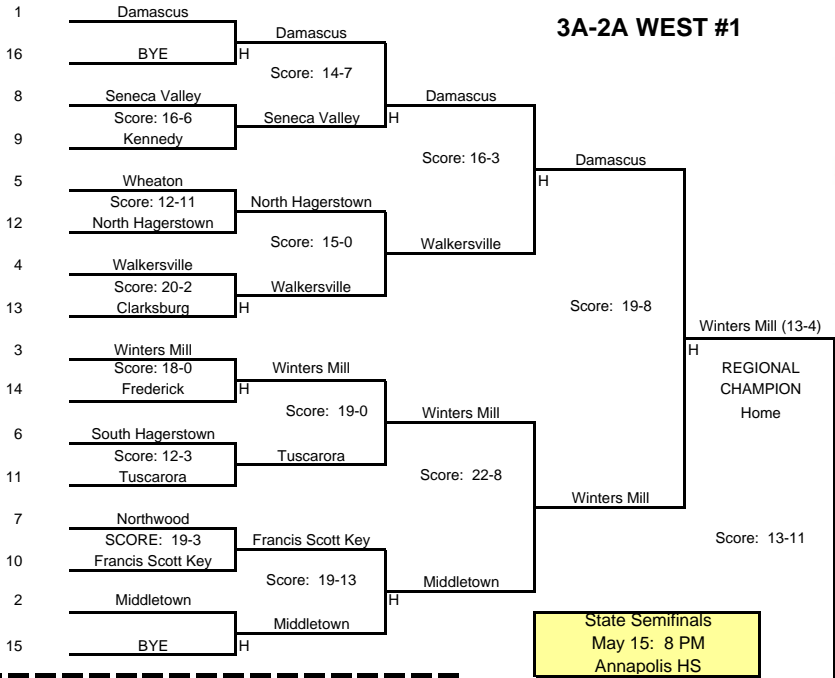 3A-2A WEST #1
1 Damascus
Damascus
16 BYE H
Score: 14-7
8 Seneca Valley
Damascus
Score: 16-6
Seneca Valley H
9 Kennedy
Score: 16-3
Damascus
5 Wheaton
H
Score: 12-11
North Hagerstown
12 North Hagerstown
Score: 15-0
Walkersville
4 Walkersville
Score: 20-2
Walkersville
13 Clarksburg H
Score: 19-8
Winters Mill (13-4)
3 Winters Mill
H
Score: 18-0
Winters Mill
REGIONAL
14 Frederick H
CHAMPION
Score: 19-0
Winters Mill
Home
6 South Hagerstown
Score: 12-3
Tuscarora
11 Tuscarora
Score: 22-8
Winters Mill
7 Northwood
SCORE: 19-3
Francis Scott Key
Score: 13-11
10 Francis Scott Key
Score: 19-13
Middletown
2 Middletown
H
Middletown
15 BYE H
State Semifinals
May 15: 8 PM
Annapolis HS